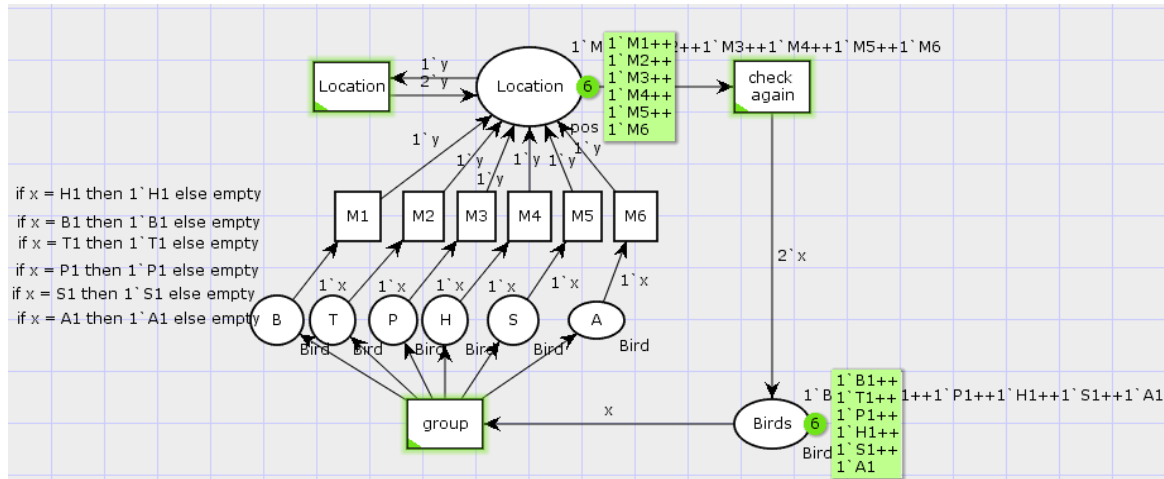 1`M1++
1`M 2++1`M3++1`M4++1`M5++1`M6
1`M2++
1`M3++
1`M4++
1`M5++
1`M6
6
pos
Location
1`y
2`y
Location
check
again
1`y
1`y
1`y
1`y
1`y
1`y
if x = H1 then 1`H1 else empty
if x = B1 then 1`B1 else empty
if x = T1 then 1`T1 else empty
if x = P1 then 1`P1 else empty
if x = S1 then 1`S1 else empty
if x = A1 then 1`A1 else empty
M1
M2
M3
M4
M5
M6
2`x
1`x
1`x
1`x
1`x
1`x
B
T
P
H
S
A
Bird
Bird
Bird
Bird
Bird
Bird
group
x
Birds
6
Bird
1`B1++
1`B 1++1`P1++1`H1++1`S1++1`A1
1`T1++
1`P1++
1`H1++
1`S1++
1`A1